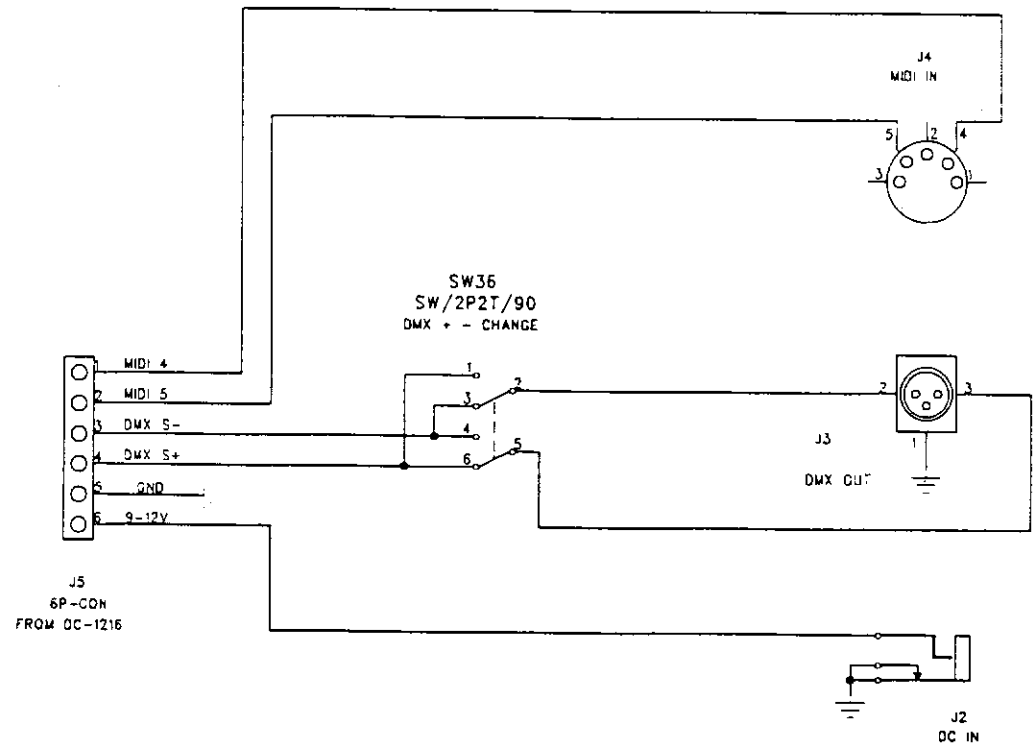 J4
MIDI IN
5
2
4
3
1
SW36
SW/2P2T/90
DMX + - CHANGE
MIDI 4
2
MIDI 5
3
DMX S-
4
DMX S+
5
GND
6
9-12V
1
2
3
4
5
6
2
3
1
J3
DMX OUT
J5
6P-CON
FROM DC-1216
J2
DC IN